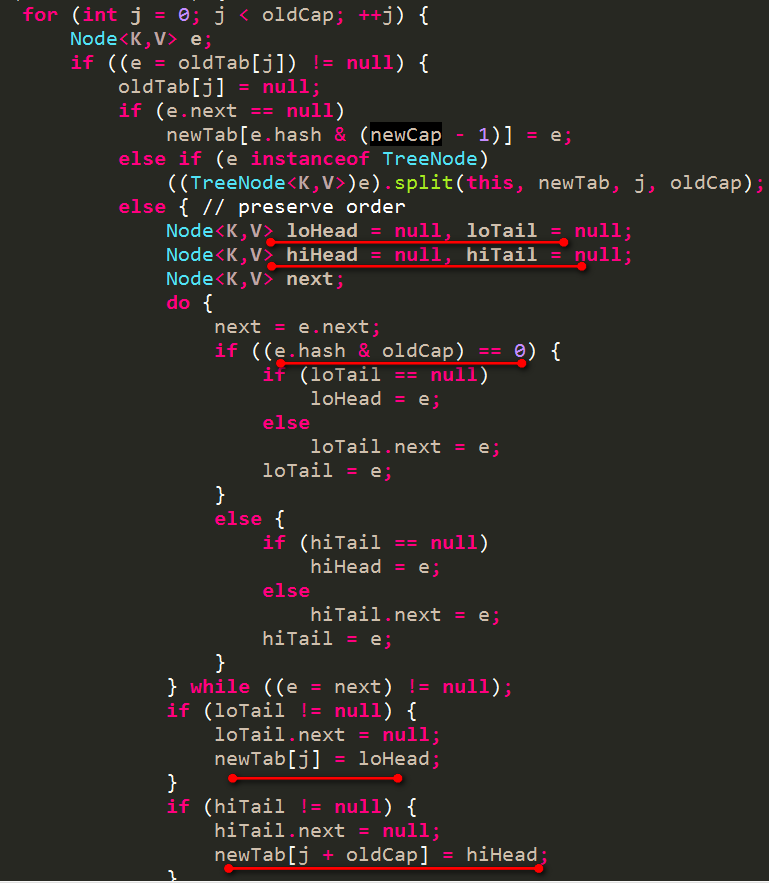 for (int j = 0; j < oldCap; ++j) {
Node<K,V> e;
if ((e = oldTab[j]) != null) {
oldTab[j] = null;
if (e.next == null)
newTab[e.hash & (newCap - 1)] = e;
else if (e instanceof TreeNode)
((TreeNode<K,V>)e).split(this, newTab, j, oldCap);
else { // preserve order
Node<K,V> loHead = null, loTail = null;
Node<K,V> hiHead = null, hiTail = null;
Node<K,V> next;
do {
next = e.next;
if ((e.hash & oldCap) == 0) {
if (loTail == null)
loHead = e;
else
loTail.next = e;
loTail = e;
}
else {
if (hiTail == null)
hiHead = e;
else
hiTail.next = e;
hiTail = e;
}
} while ((e = next) != null);
if (loTail != null) {
loTail.next = null;
newTab[j] = loHead;
}
if (hiTail != null) {
hiTail.next = null;
newTab[j + oldCap] = hiHead;
}